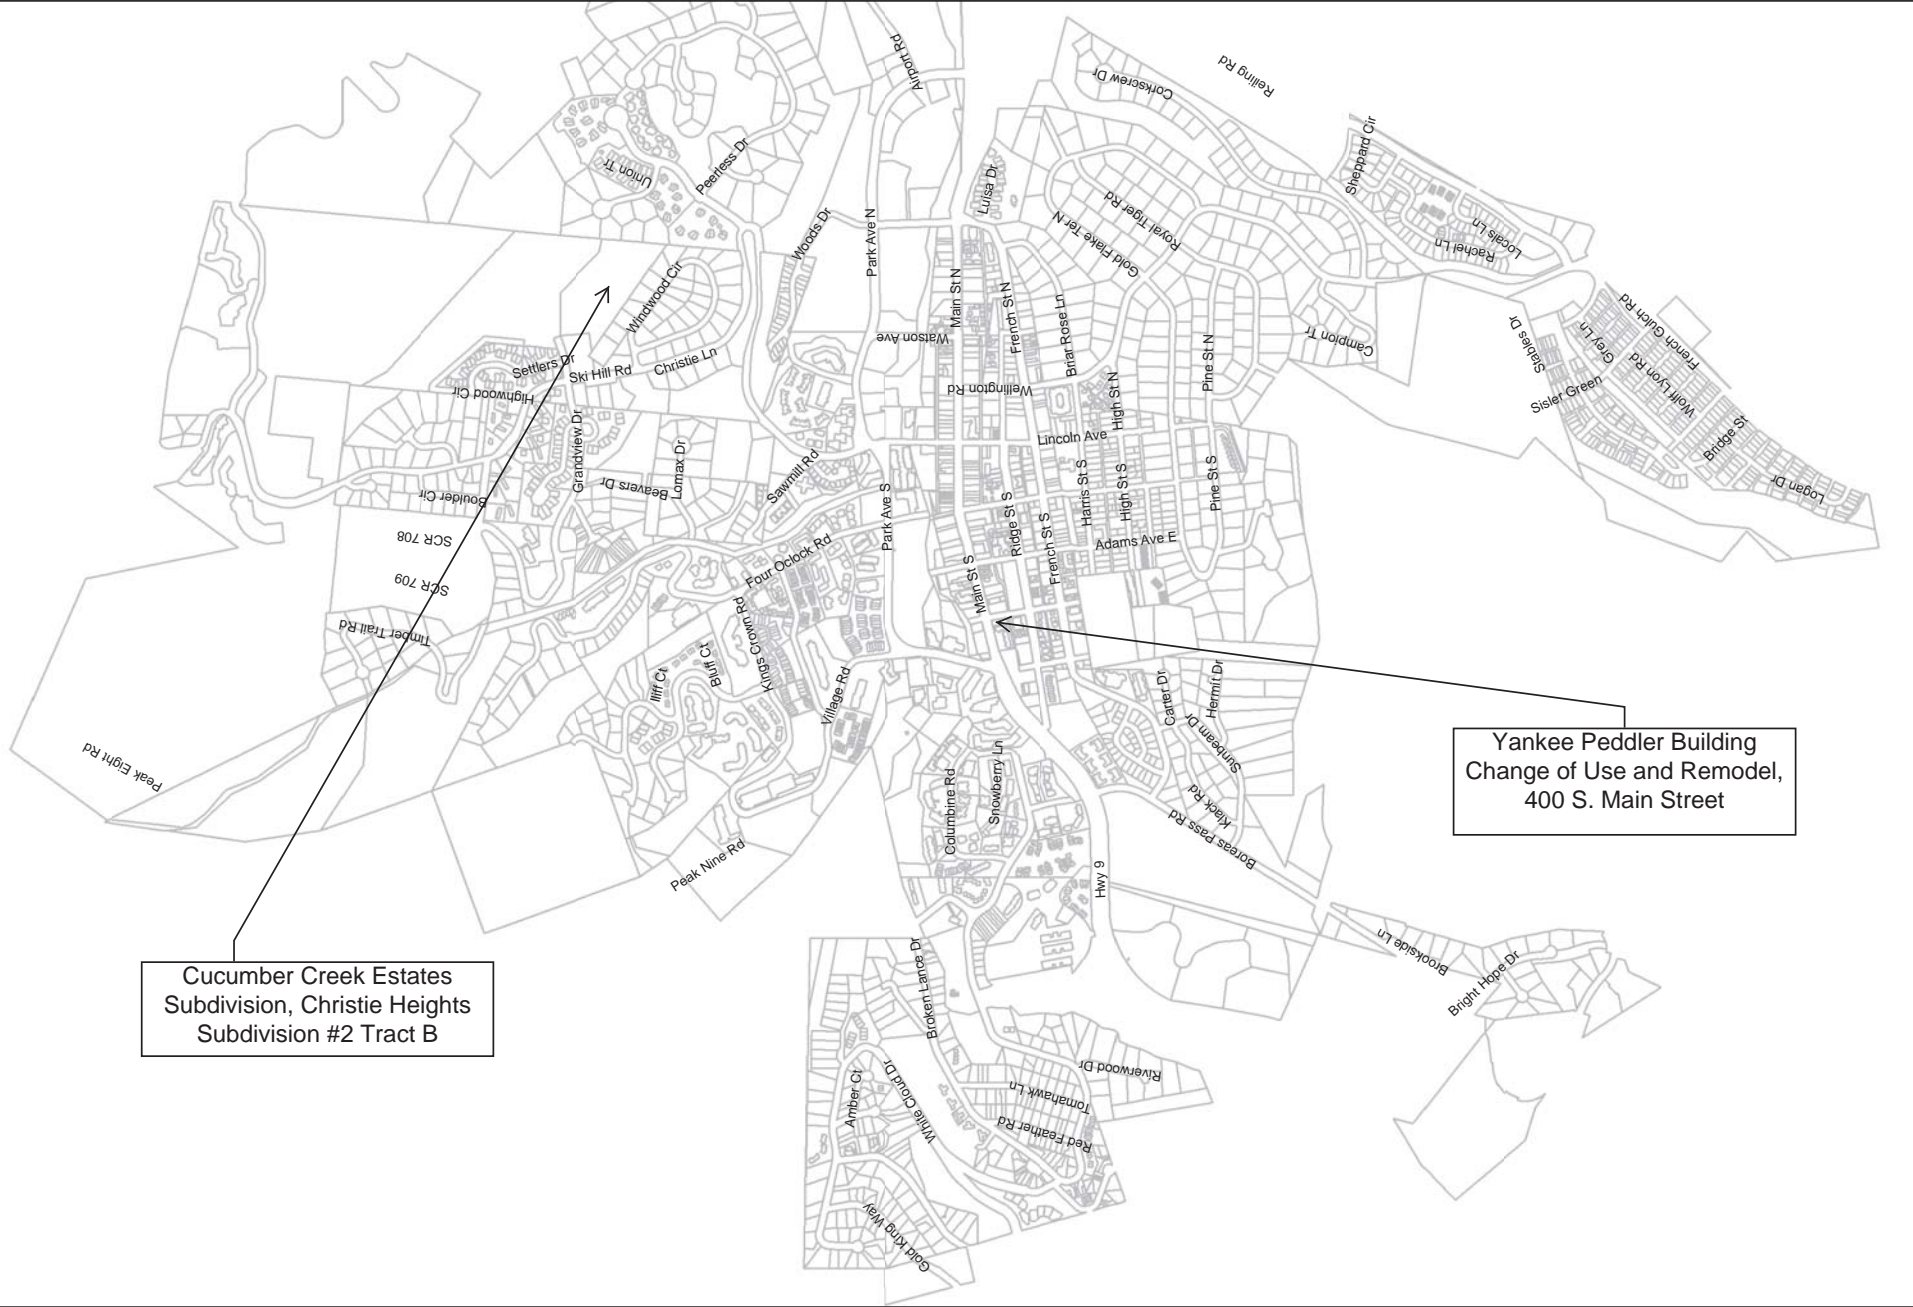 Airport Rd
Reiling Rd
Corkscrew Dr
Sheppard Cir
Union Tr
Peerless Dr
Luisa Dr
Royal Tiger Rd
Locals Ln
Rachel Ln
Woods Dr
Park Ave N
Gold Flake Ter N
Windwood Cir
Main St N
French St N
Briar Rose Ln
Watson Ave
Pine St N
Campion Tr
Stables Dr
Grey Ln
French Gulch Rd
Wolff Lyon Rd
Settlers Dr
Ski Hill Rd
Christie Ln
Highwood Cir
Wellington Rd
High St N
Sisler Green
Bridge St
Grandview Dr
Lomax Dr
Lincoln Ave
Sawmill Rd
Beavers Dr
Boulder Cir
Harris St S
High St S
Pine St S
Logan Dr
SCR 708
Park Ave S
Ridge St S
French St S
Adams Ave E
Four Oclock Rd
SCR 709
Main St S
Timber Trail Rd
Kings Crown Rd
Bluff Ct
Iliff Ct
Village Rd
Carter Dr
Hermit Dr
Sunbeam Dr
Peak Eight Rd
Columbine Rd
Snowberry Ln
Klack Rd
Boreas Pass Rd
Yankee Peddler Building
Change of Use and Remodel,
400 S. Main Street
Peak Nine Rd
Hwy 9
Brookside Ln
Bright Hope Dr
Broken Lance Dr
Cucumber Creek Estates
Subdivision, Christie Heights
Subdivision #2 Tract B
Riverwood Dr
Amber Ct
White Cloud Dr
Tomahawk Ln
Red Feather Rd
Gold King Way